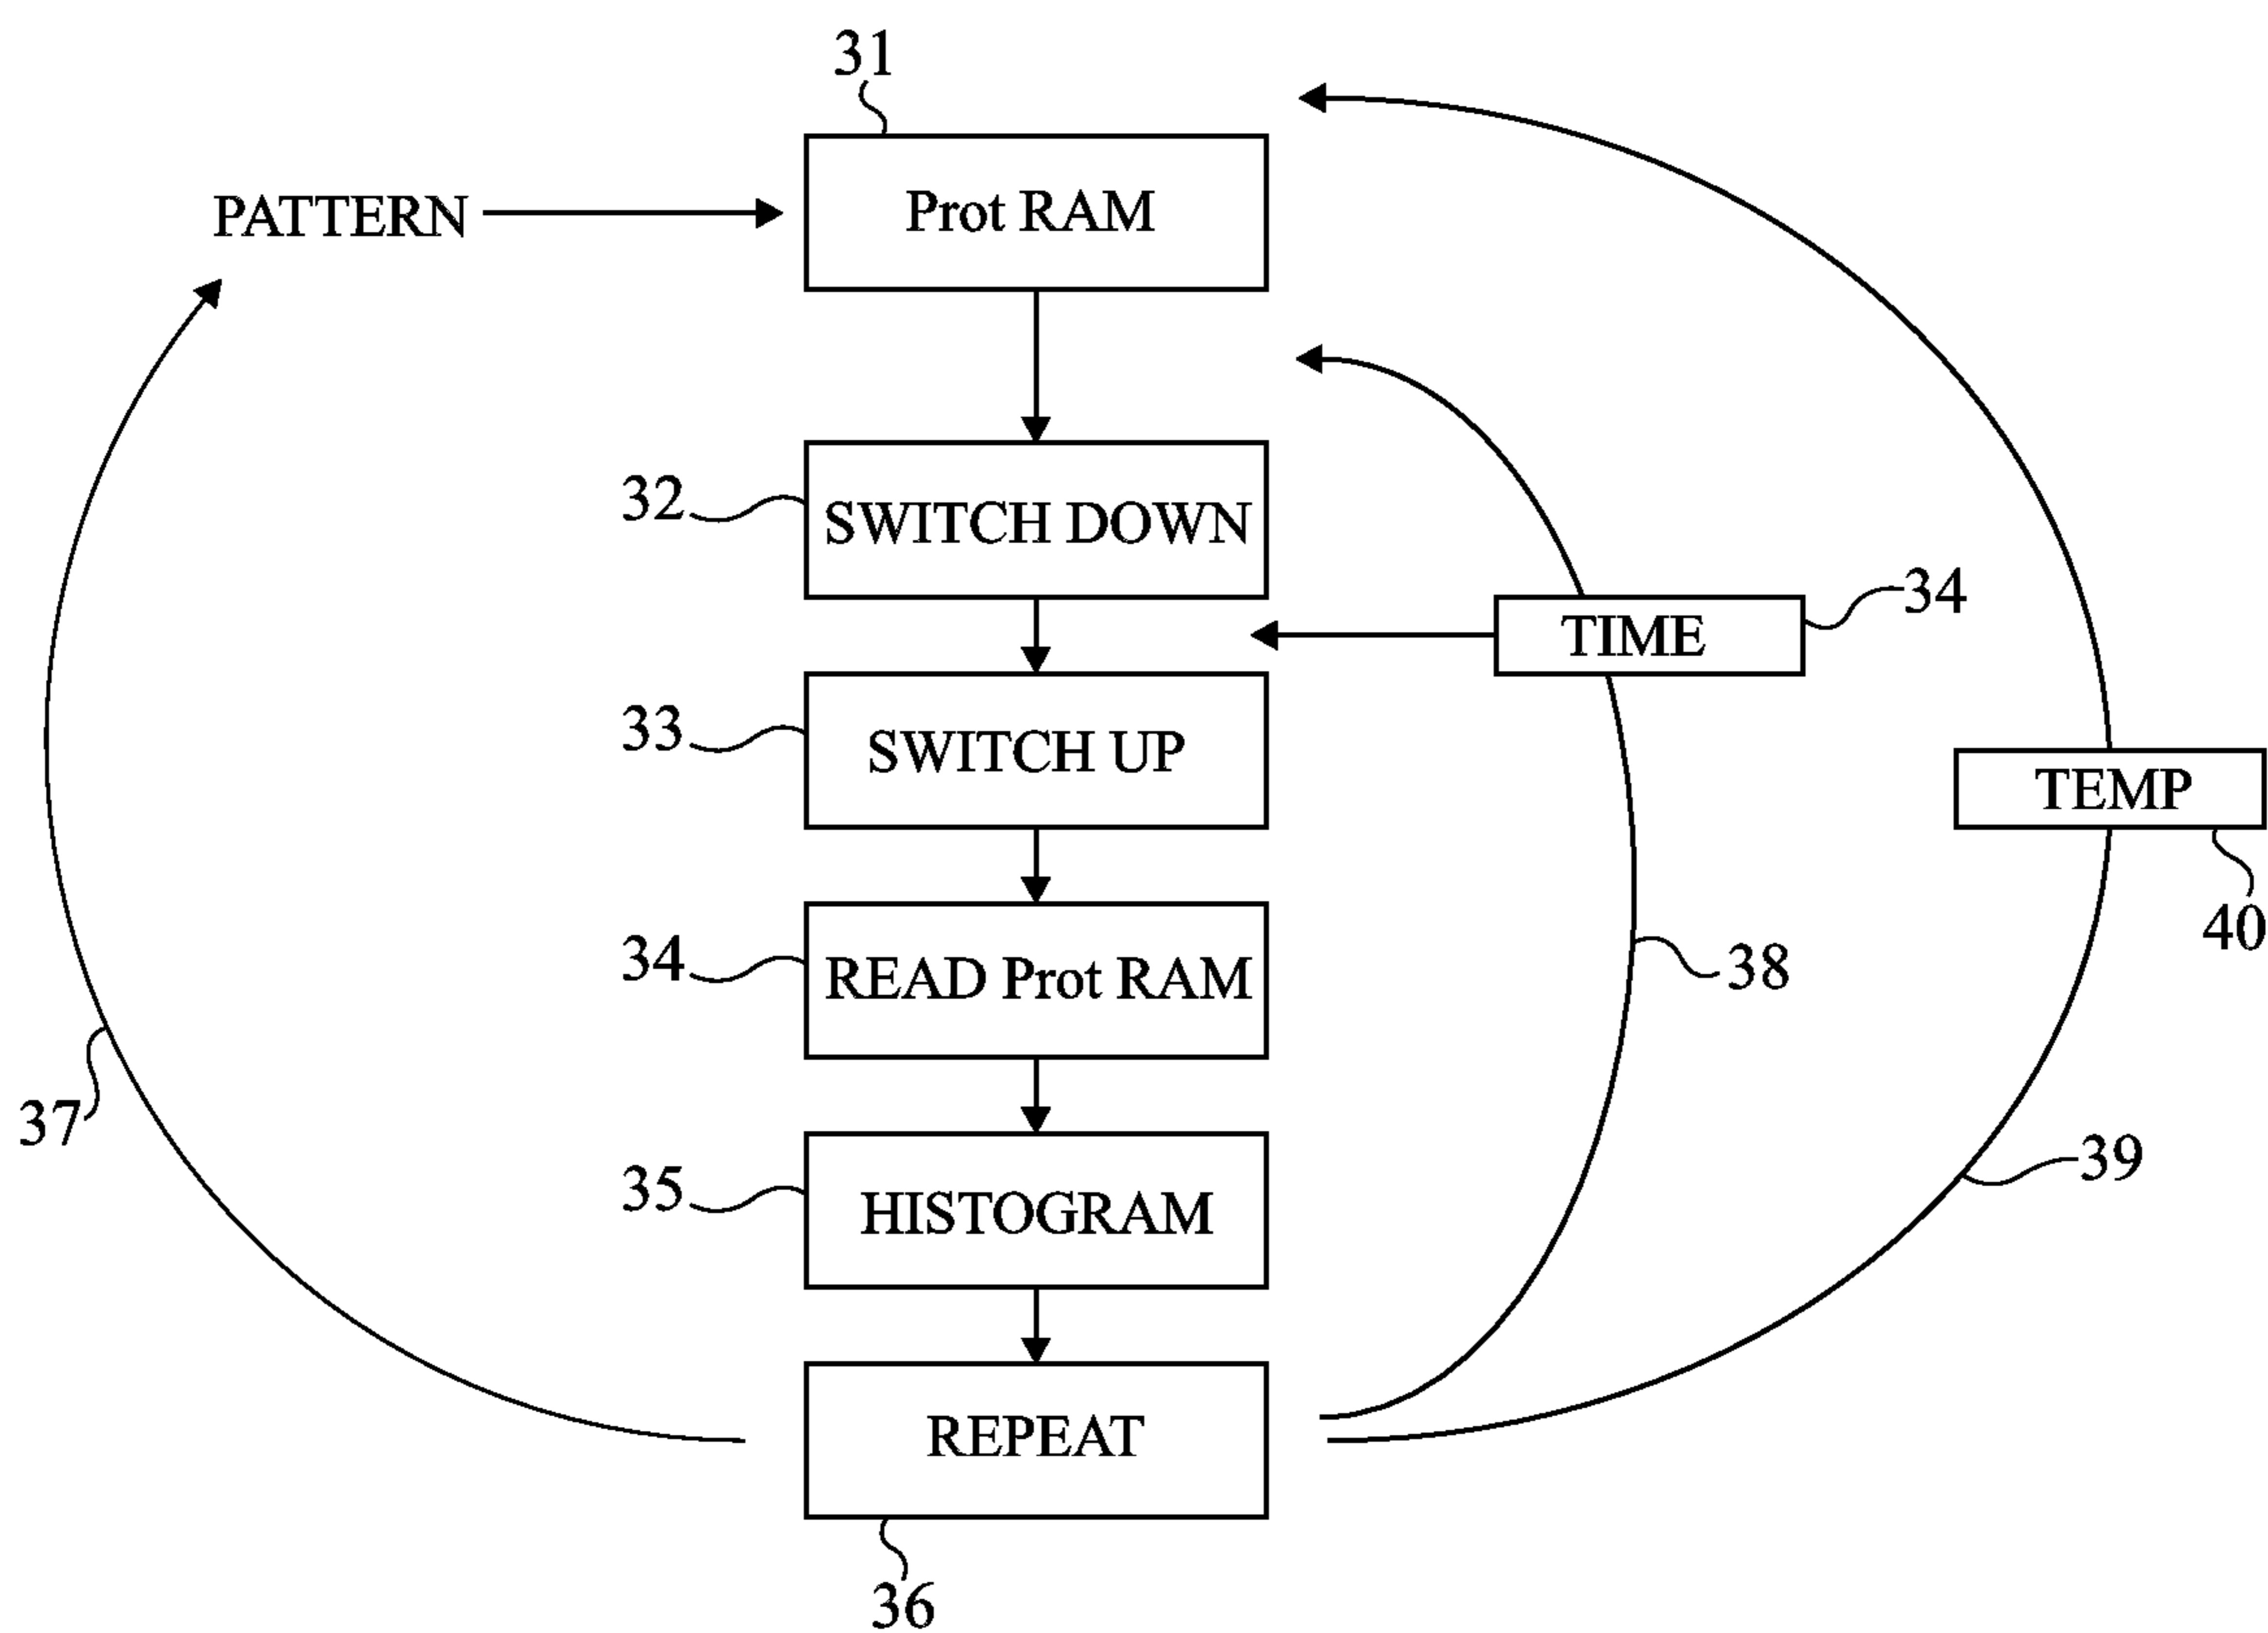 31
PATTERN
Prot RAM
32
SWITCH DOWN
TIME
34
33
SWITCH UP
TEMP
40
34
READ Prot RAM
38
37
35
HISTOGRAM
39
REPEAT
36